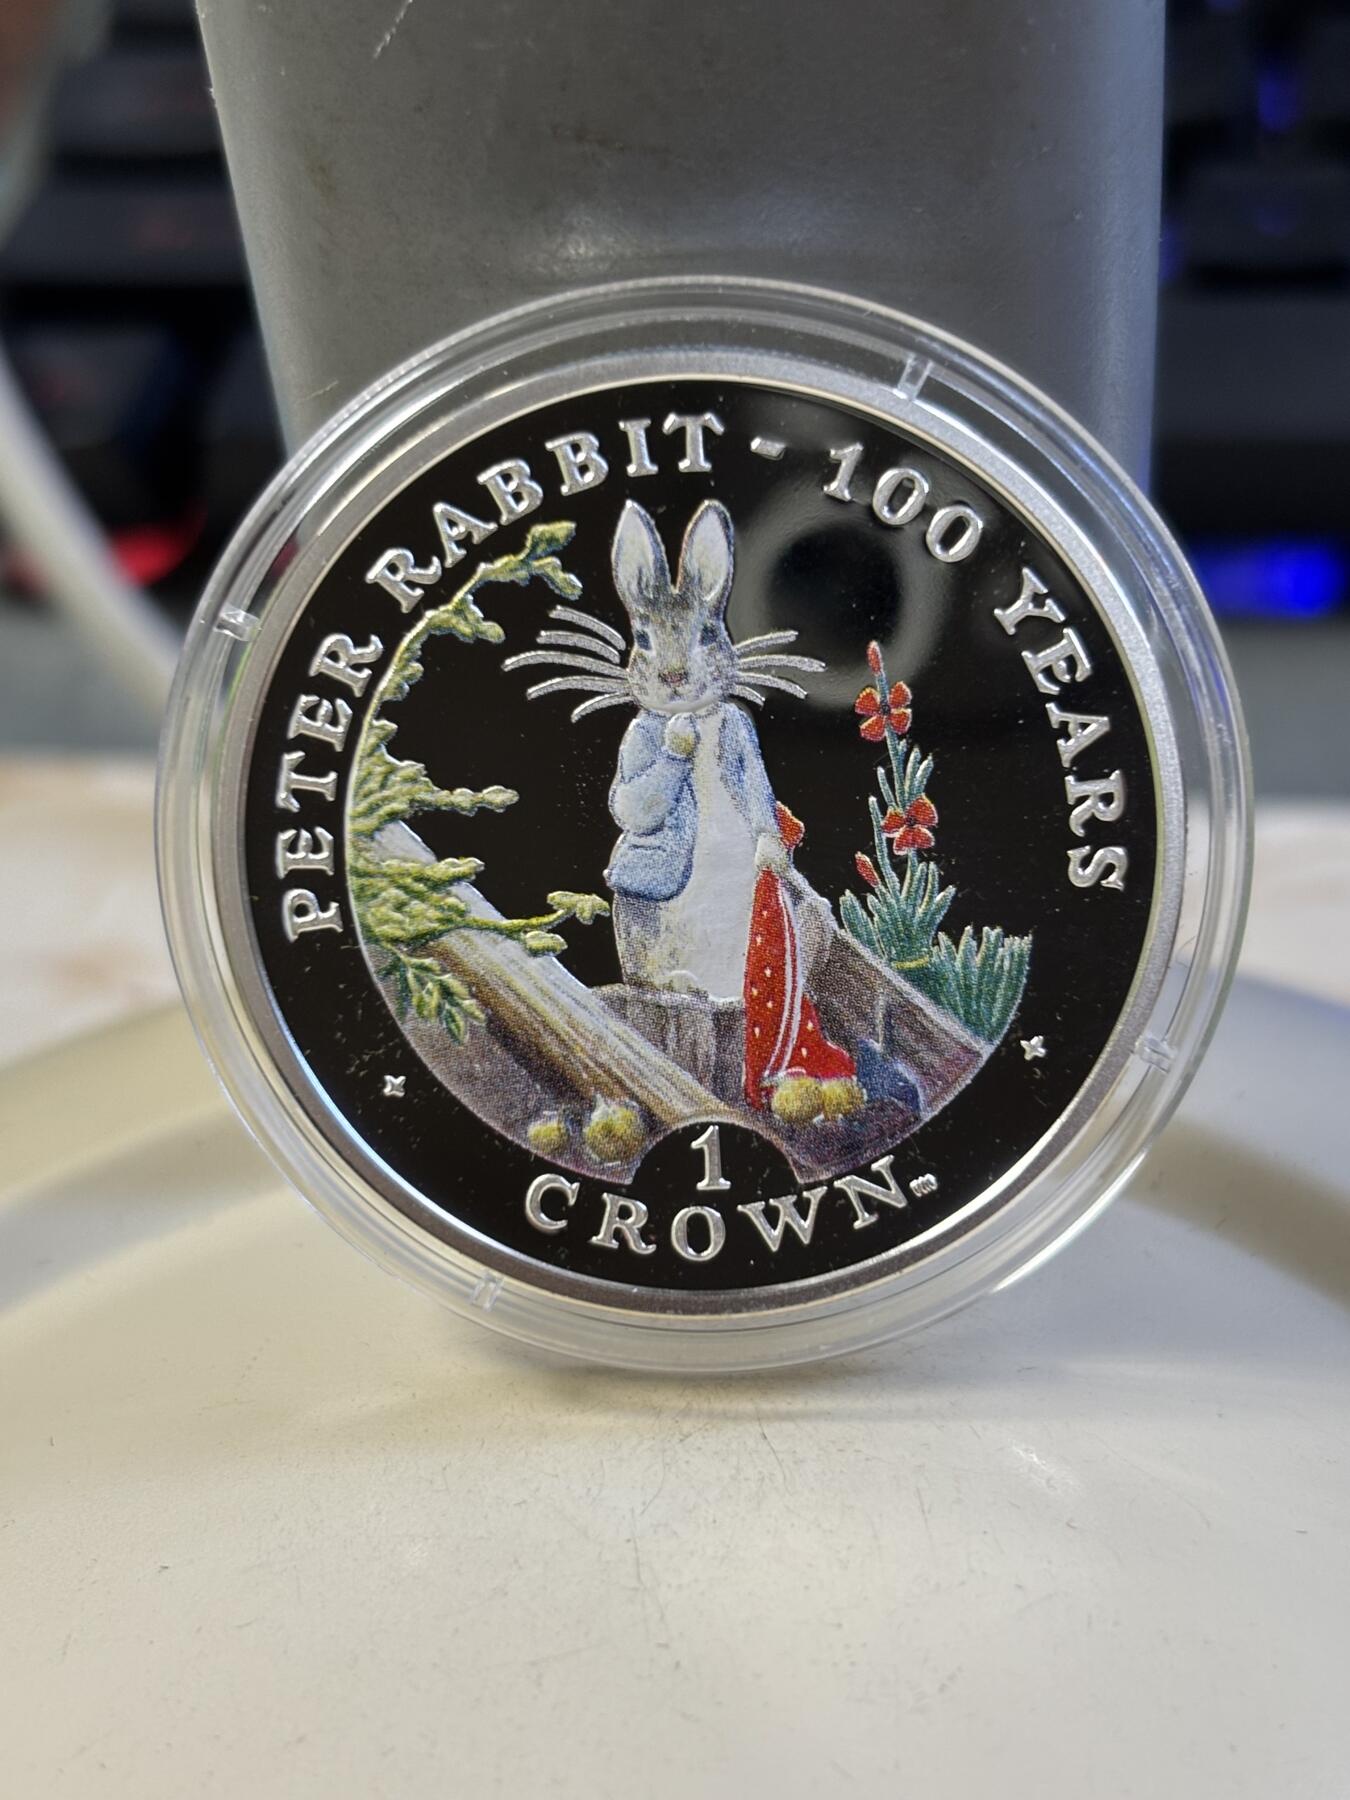 PETER RABBIT - 100 YEARS
1
CROWN